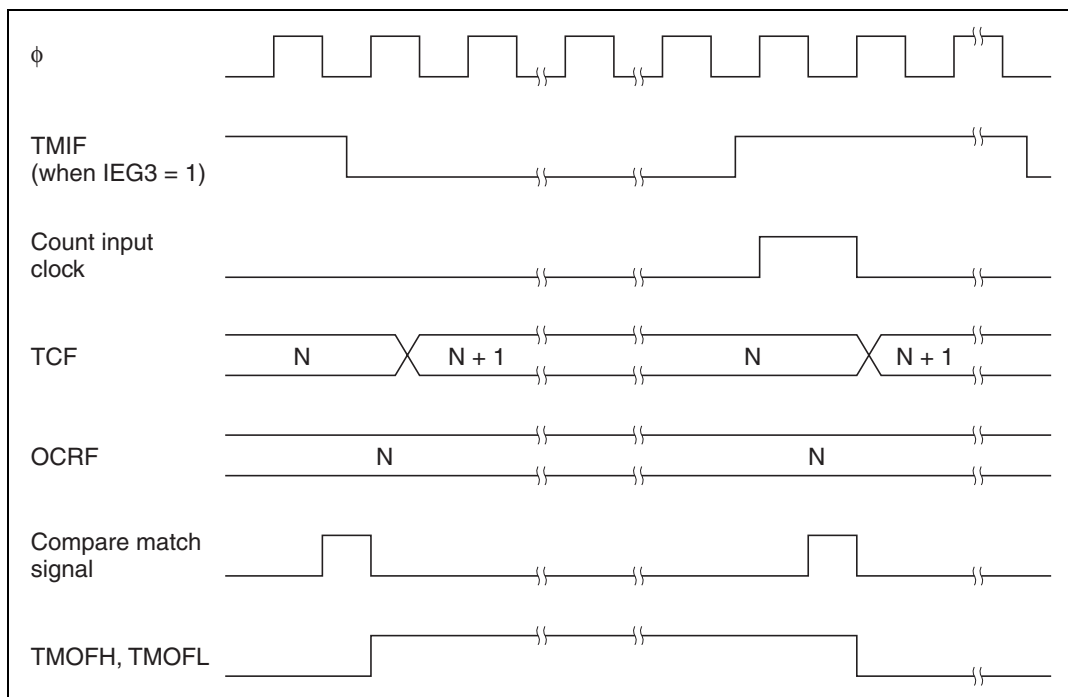 ϕ
TMIF
(when IEG3 = 1)
Count input
clock
TCF
N
N + 1
N
N + 1
OCRF
N
N
Compare match
signal
TMOFH, TMOFL